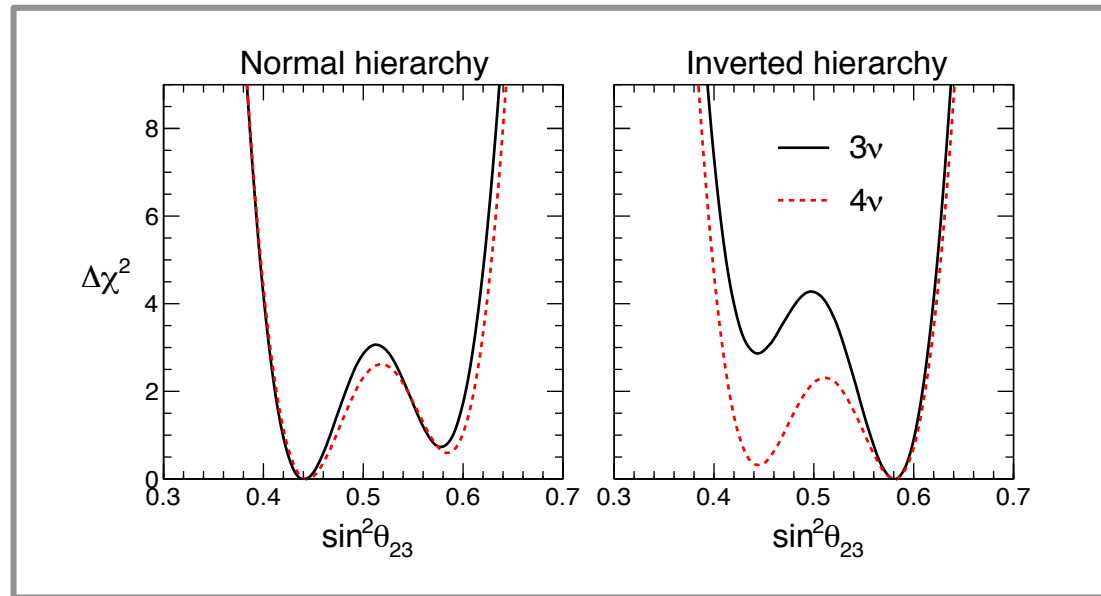 Normal hierarchy
Inverted hierarchy
8
6
4
2
0
Δχ²
3ν
4ν
0.3 0.4 0.5 0.6 0.7
0.3 0.4 0.5 0.6 0.7
sin²θ₂₃
sin²θ₂₃